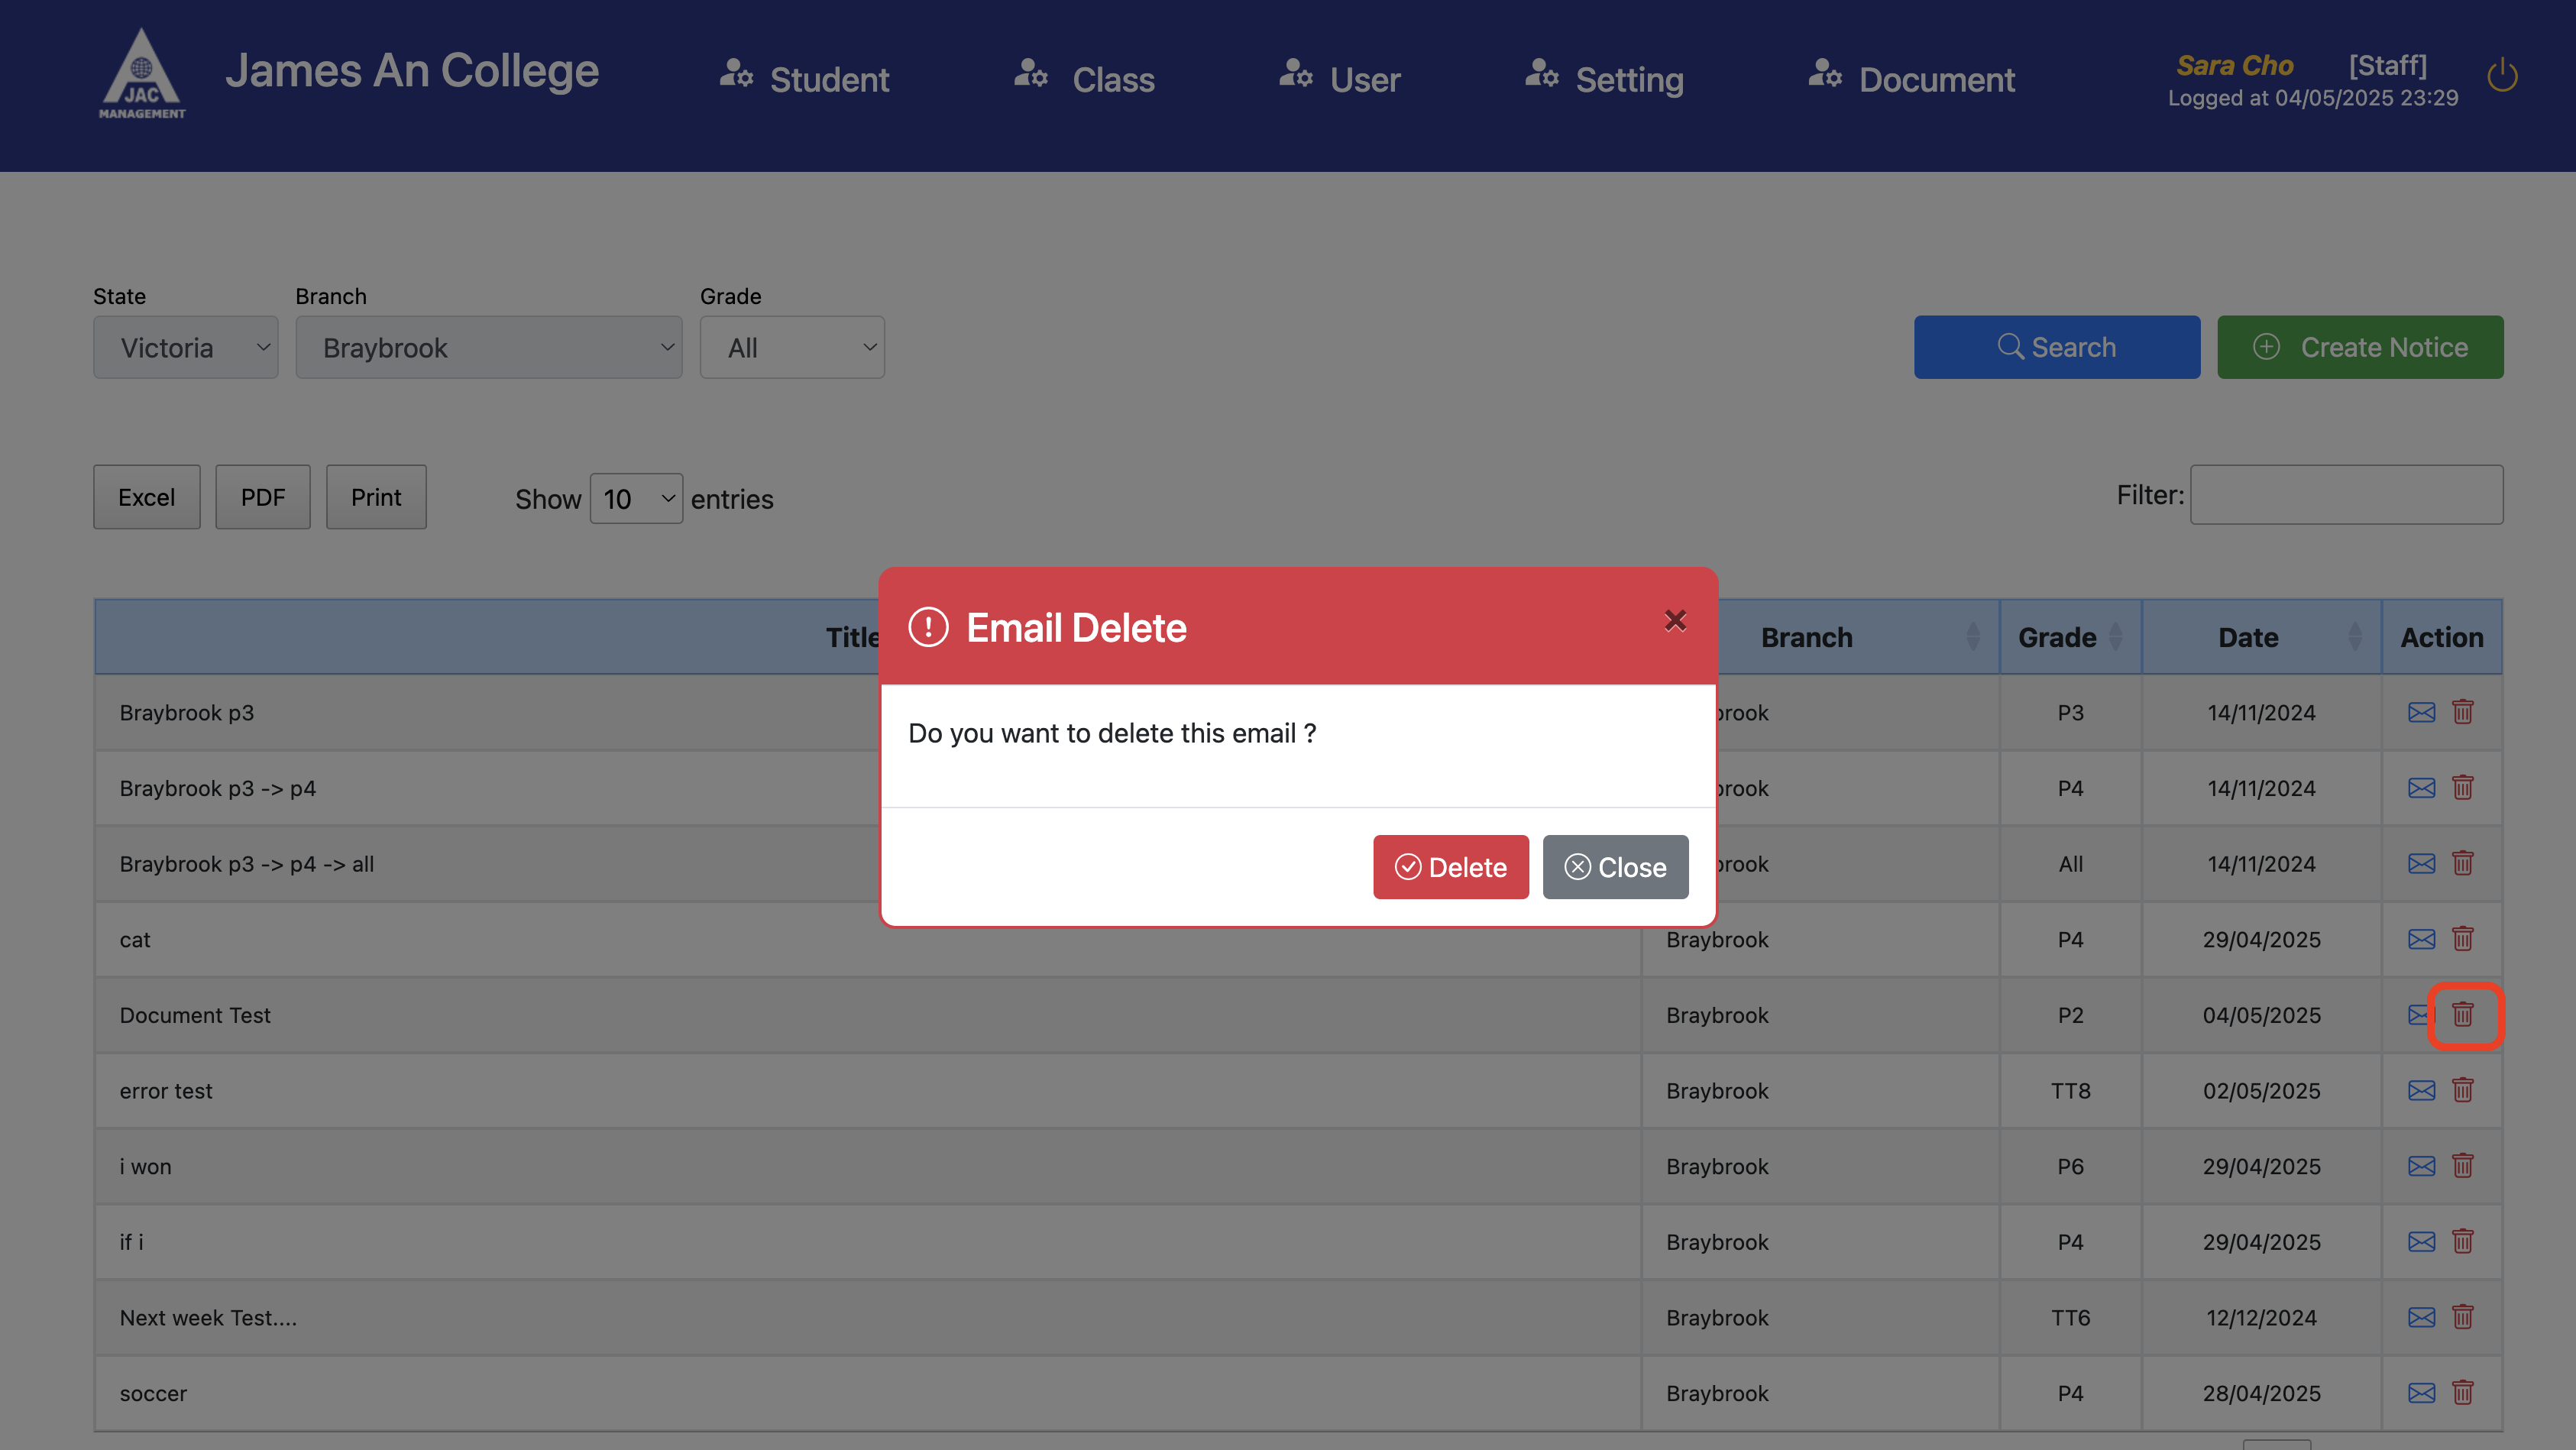 JAC
MANAGEMENT
James An College
Student
Class
User
Setting
Document
Sara Cho [Staff]
Logged at 04/05/2025 23:29
State Branch Grade
Victoria Braybrook All
Search
Create Notice
Excel PDF Print Show 10 entries Filter:
Title Branch Grade Date Action
Email Delete
Do you want to delete this email ?
Delete Close
Braybrook p3 brook P3 14/11/2024
Braybrook p3 -> p4 brook P4 14/11/2024
Braybrook p3 -> p4 -> all brook All 14/11/2024
cat Braybrook P4 29/04/2025
Document Test Braybrook P2 04/05/2025
error test Braybrook TT8 02/05/2025
i won Braybrook P6 29/04/2025
if i Braybrook P4 29/04/2025
Next week Test.... Braybrook TT6 12/12/2024
soccer Braybrook P4 28/04/2025